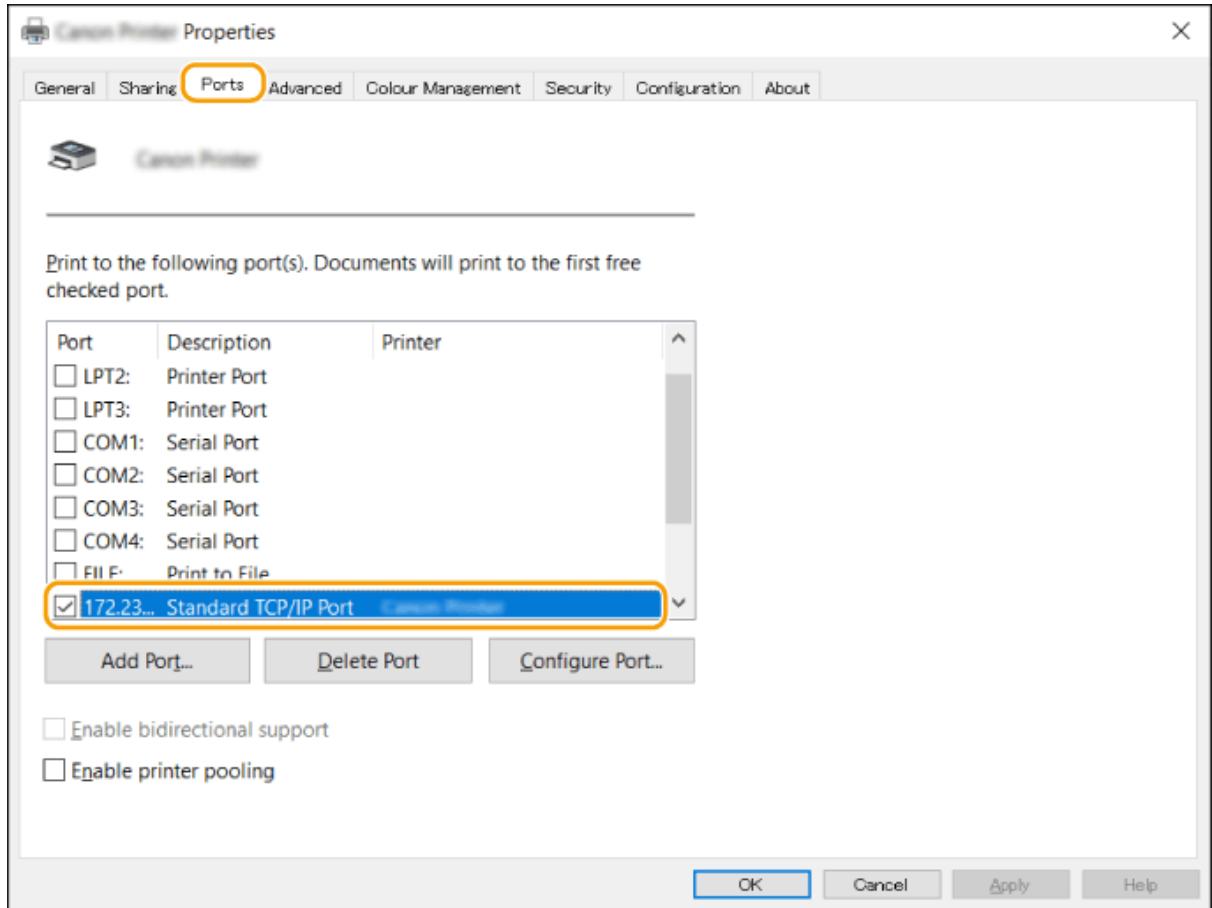 Properties
General Sharing Ports Advanced Colour Management Security Configuration About
Print to the following port(s). Documents will print to the first free
checked port.
Port Description Printer
LPT2: Printer Port
LPT3: Printer Port
COM1: Serial Port
COM2: Serial Port
COM3: Serial Port
COM4: Serial Port
FILE: Print to File
172.23... Standard TCP/IP Port
Add Port... Delete Port Configure Port...
Enable bidirectional support
Enable printer pooling
OK Cancel Apply Help